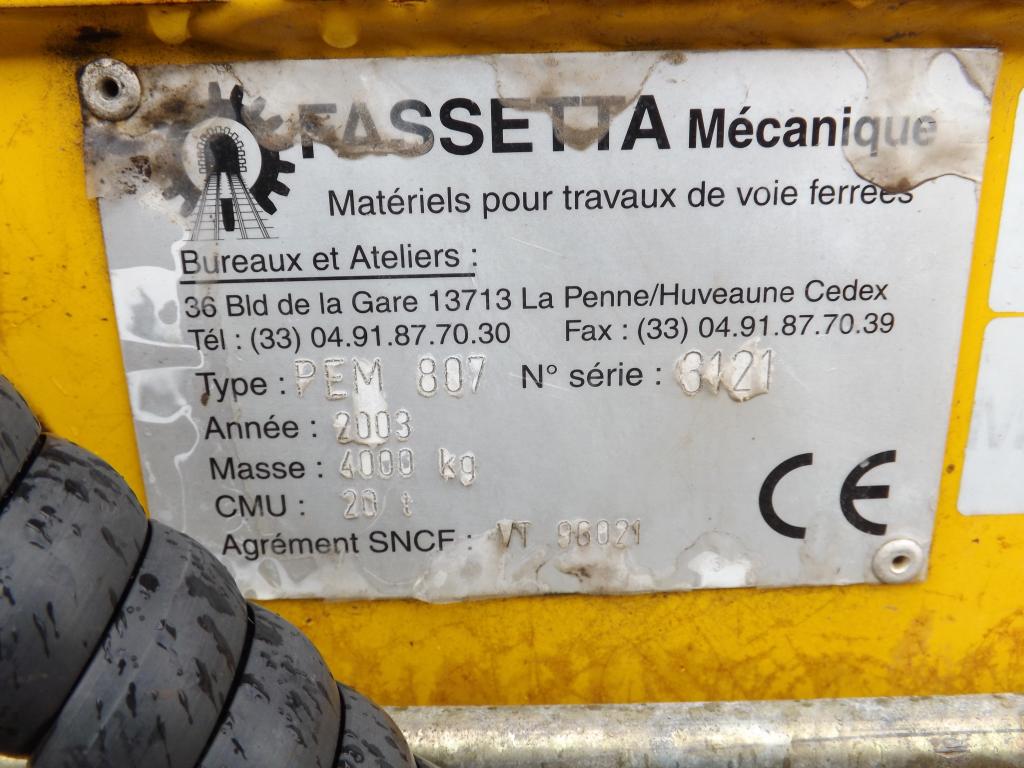 FASSETTA Mécanique
Matériels pour travaux de voie ferrées
Bureaux et Ateliers :
36 Bld de la Gare 13713 La Penne/Huveaune Cedex
Tél : (33) 04.91.87.70.30 Fax : (33) 04.91.87.70.39
Type : PEM 807 N° série : 6121
Année : 2003
Masse : 4000 kg
CMU : 20 t
Agrément SNCF : VT 96021
CE